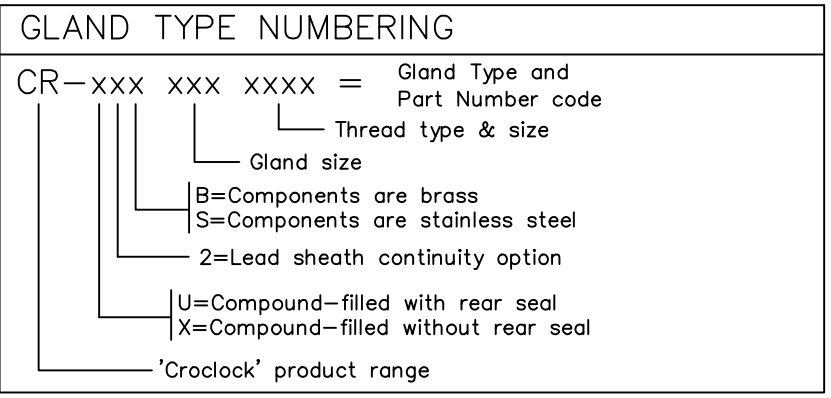 GLAND TYPE NUMBERING
CR-xxx xxx xxxx = Gland Type and
Part Number code
Thread type & size
Gland size
B=Components are brass
S=Components are stainless steel
2=Lead sheath continuity option
U=Compound-filled with rear seal
X=Compound-filled without rear seal
'Croclock' product range